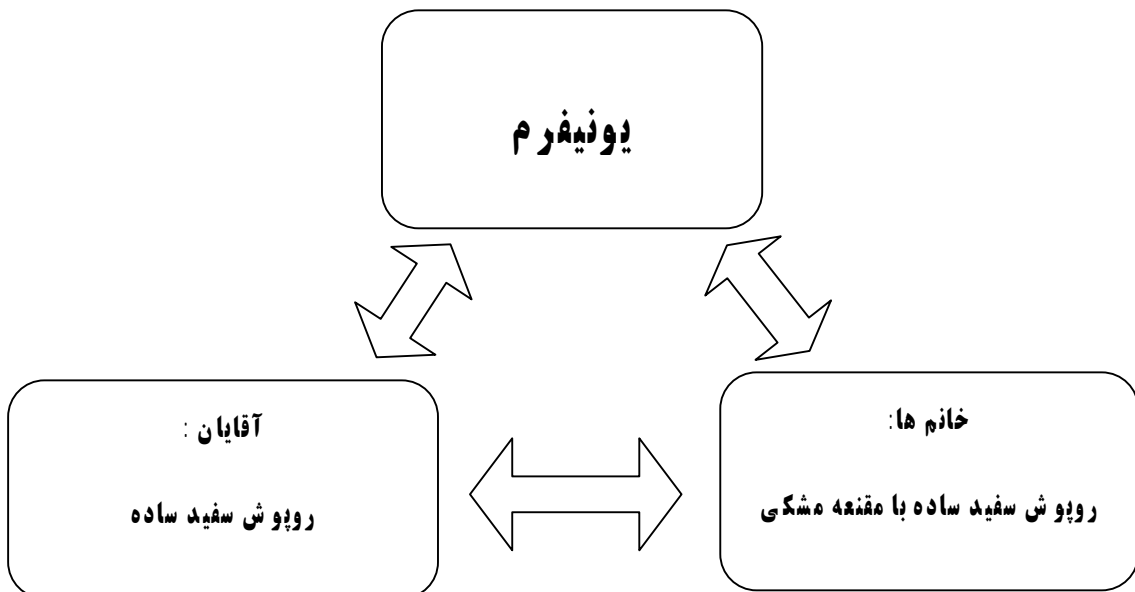 یونیفرم
خانم ها:
روپوش سفید ساده با مقنعه مشکی
آقایان :
روپوش سفید ساده